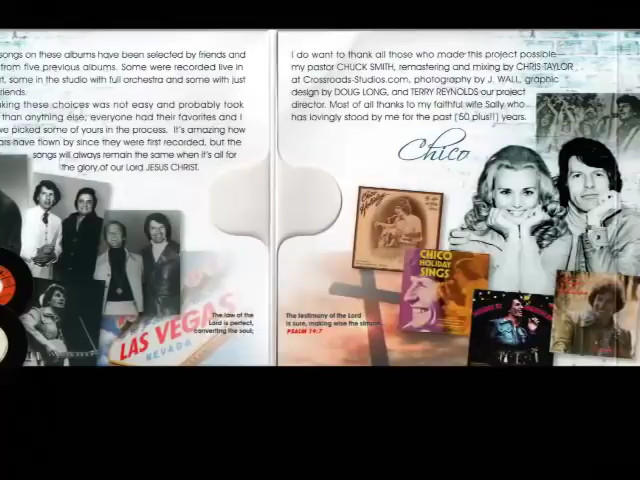 songs on these albums have been selected by friends and
from five previous albums. Some were recorded live in
some in the studio with full orchestra and some with just
riends.
aking these choices was not easy and probably took
than anything else, everyone had their favorites and I
ve picked some of yours in the process. It's amazing how
ars have flown by since they were first recorded, but the
songs will always remain the same when it's all for
the glory of our Lord JESUS CHRIST.
LAS VEGAS
NEVADA
The law of the
Lord is perfect,
converting the soul;
I do want to thank all those who made this project possible—
my pastor CHUCK SMITH, remastering and mixing by CHRIS TAYLOR
at Crossroads-Studios.com, photography by J. WALL, graphic
design by DOUG LONG, and TERRY REYNOLDS our project
director. Most of all thanks to my faithful wife Sally who
has lovingly stood by me for the past (50 plus!!) years.
Chico
Chico
Holiday
CHICO
HOLIDAY
SINGS
The testimony of the Lord
is sure, making wise the simple.
PSALM 19:7